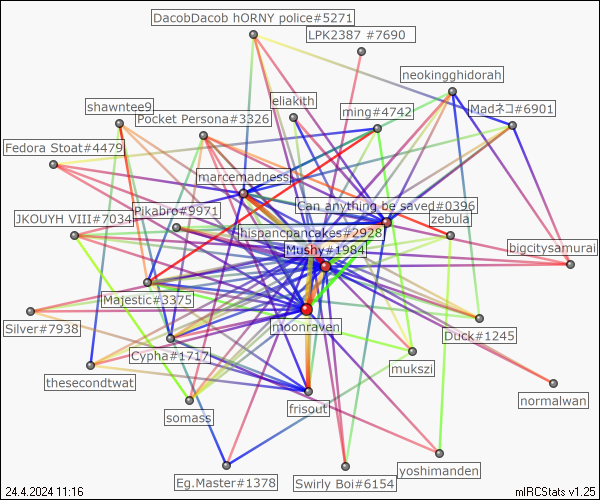 DacobDacob hORNY police#5271
LPK2387 #7690
neokingghidorah
eliakith
Madネコ#6901
shawntee9
ming#4742
Pocket Persona#3326
Fedora Stoat#4479
marcemadness
Can anything be saved#0396
Pikabro#9971
JKOUYH VIII#7034
zebula
hispancpancakes#2928
Mushy#1984
bigcitysamurai
Majestic#3375
moonraven
Silver#7938
Duck#1245
Cypha#1717
mukszi
thesecondtwat
normalwan
frisout
somass
yoshimanden
Eg.Master#1378
Swirly Boi#6154
24.4.2024 11:16
mIRCStats v1.25